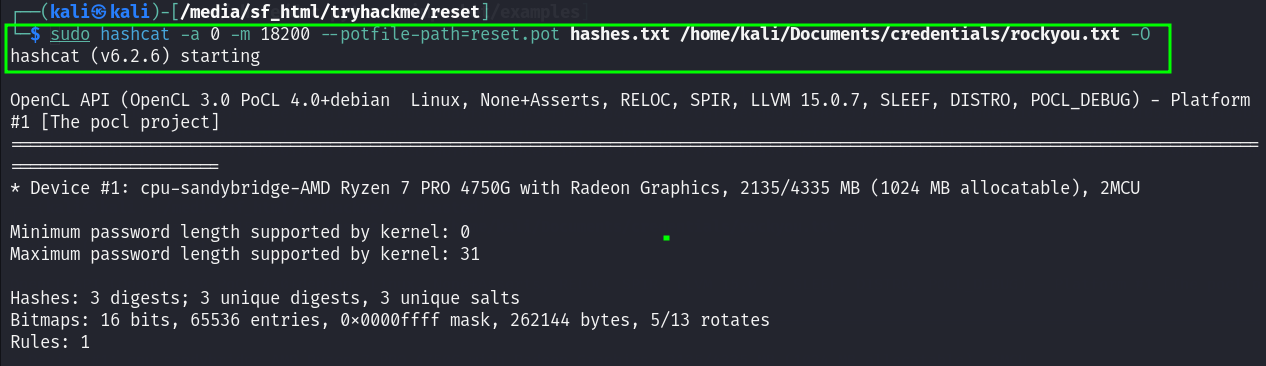 ┌──(kali㉿kali)-[/media/sf_html/tryhackme/reset]/examples]
└─$ sudo hashcat -a 0 -m 18200 --potfile-path=reset.pot hashes.txt /home/kali/Documents/credentials/rockyou.txt -O
hashcat (v6.2.6) starting
OpenCL API (OpenCL 3.0 PoCL 4.0+debian  Linux, None+Asserts, RELOC, SPIR, LLVM 15.0.7, SLEEF, DISTRO, POCL_DEBUG) - Platform
#1 [The pocl project]
============================================================================================================================
=====================
* Device #1: cpu-sandybridge-AMD Ryzen 7 PRO 4750G with Radeon Graphics, 2135/4335 MB (1024 MB allocatable), 2MCU
Minimum password length supported by kernel: 0
Maximum password length supported by kernel: 31
Hashes: 3 digests; 3 unique digests, 3 unique salts
Bitmaps: 16 bits, 65536 entries, 0x0000ffff mask, 262144 bytes, 5/13 rotates
Rules: 1